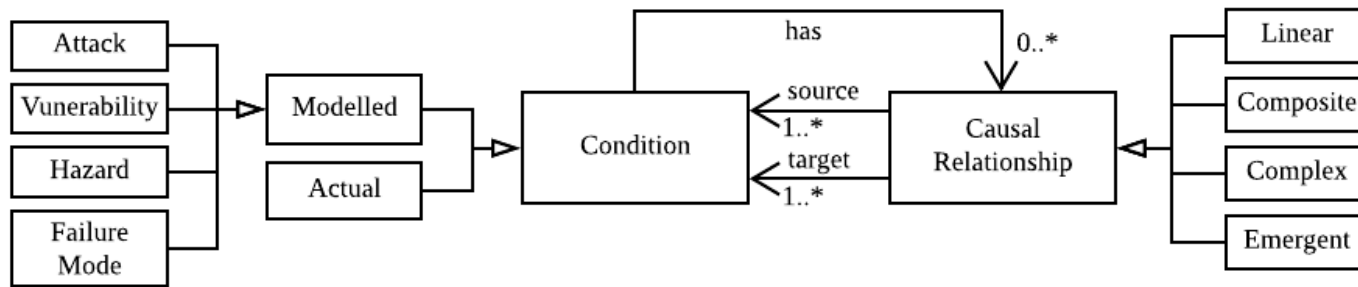 Attack
Vunerability
Hazard
Failure
Mode
Modelled
Actual
Condition
has
0..*
source
1..*
target
1..*
Causal
Relationship
Linear
Composite
Complex
Emergent